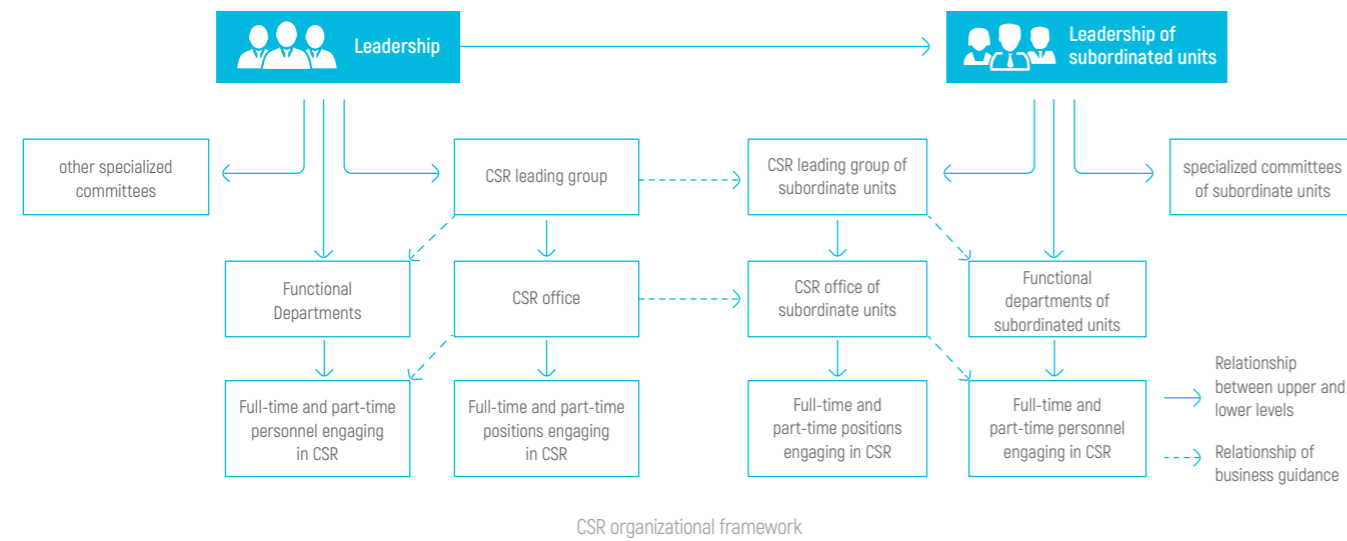 Leadership
Leadership of
subordinated units
other specialized
committees
CSR leading group
CSR leading group of
subordinate units
specialized committees
of subordinate units
Functional
Departments
CSR office
CSR office of
subordinate units
Functional
departments of
subordinated units
Full-time and part-time
personnel engaging
in CSR
Full-time and part-time
positions engaging
in CSR
Full-time and
part-time positions
engaging in CSR
Full-time and
part-time personnel
engaging in CSR
Relationship
between upper and
lower levels
Relationship of
business guidance
CSR organizational framework